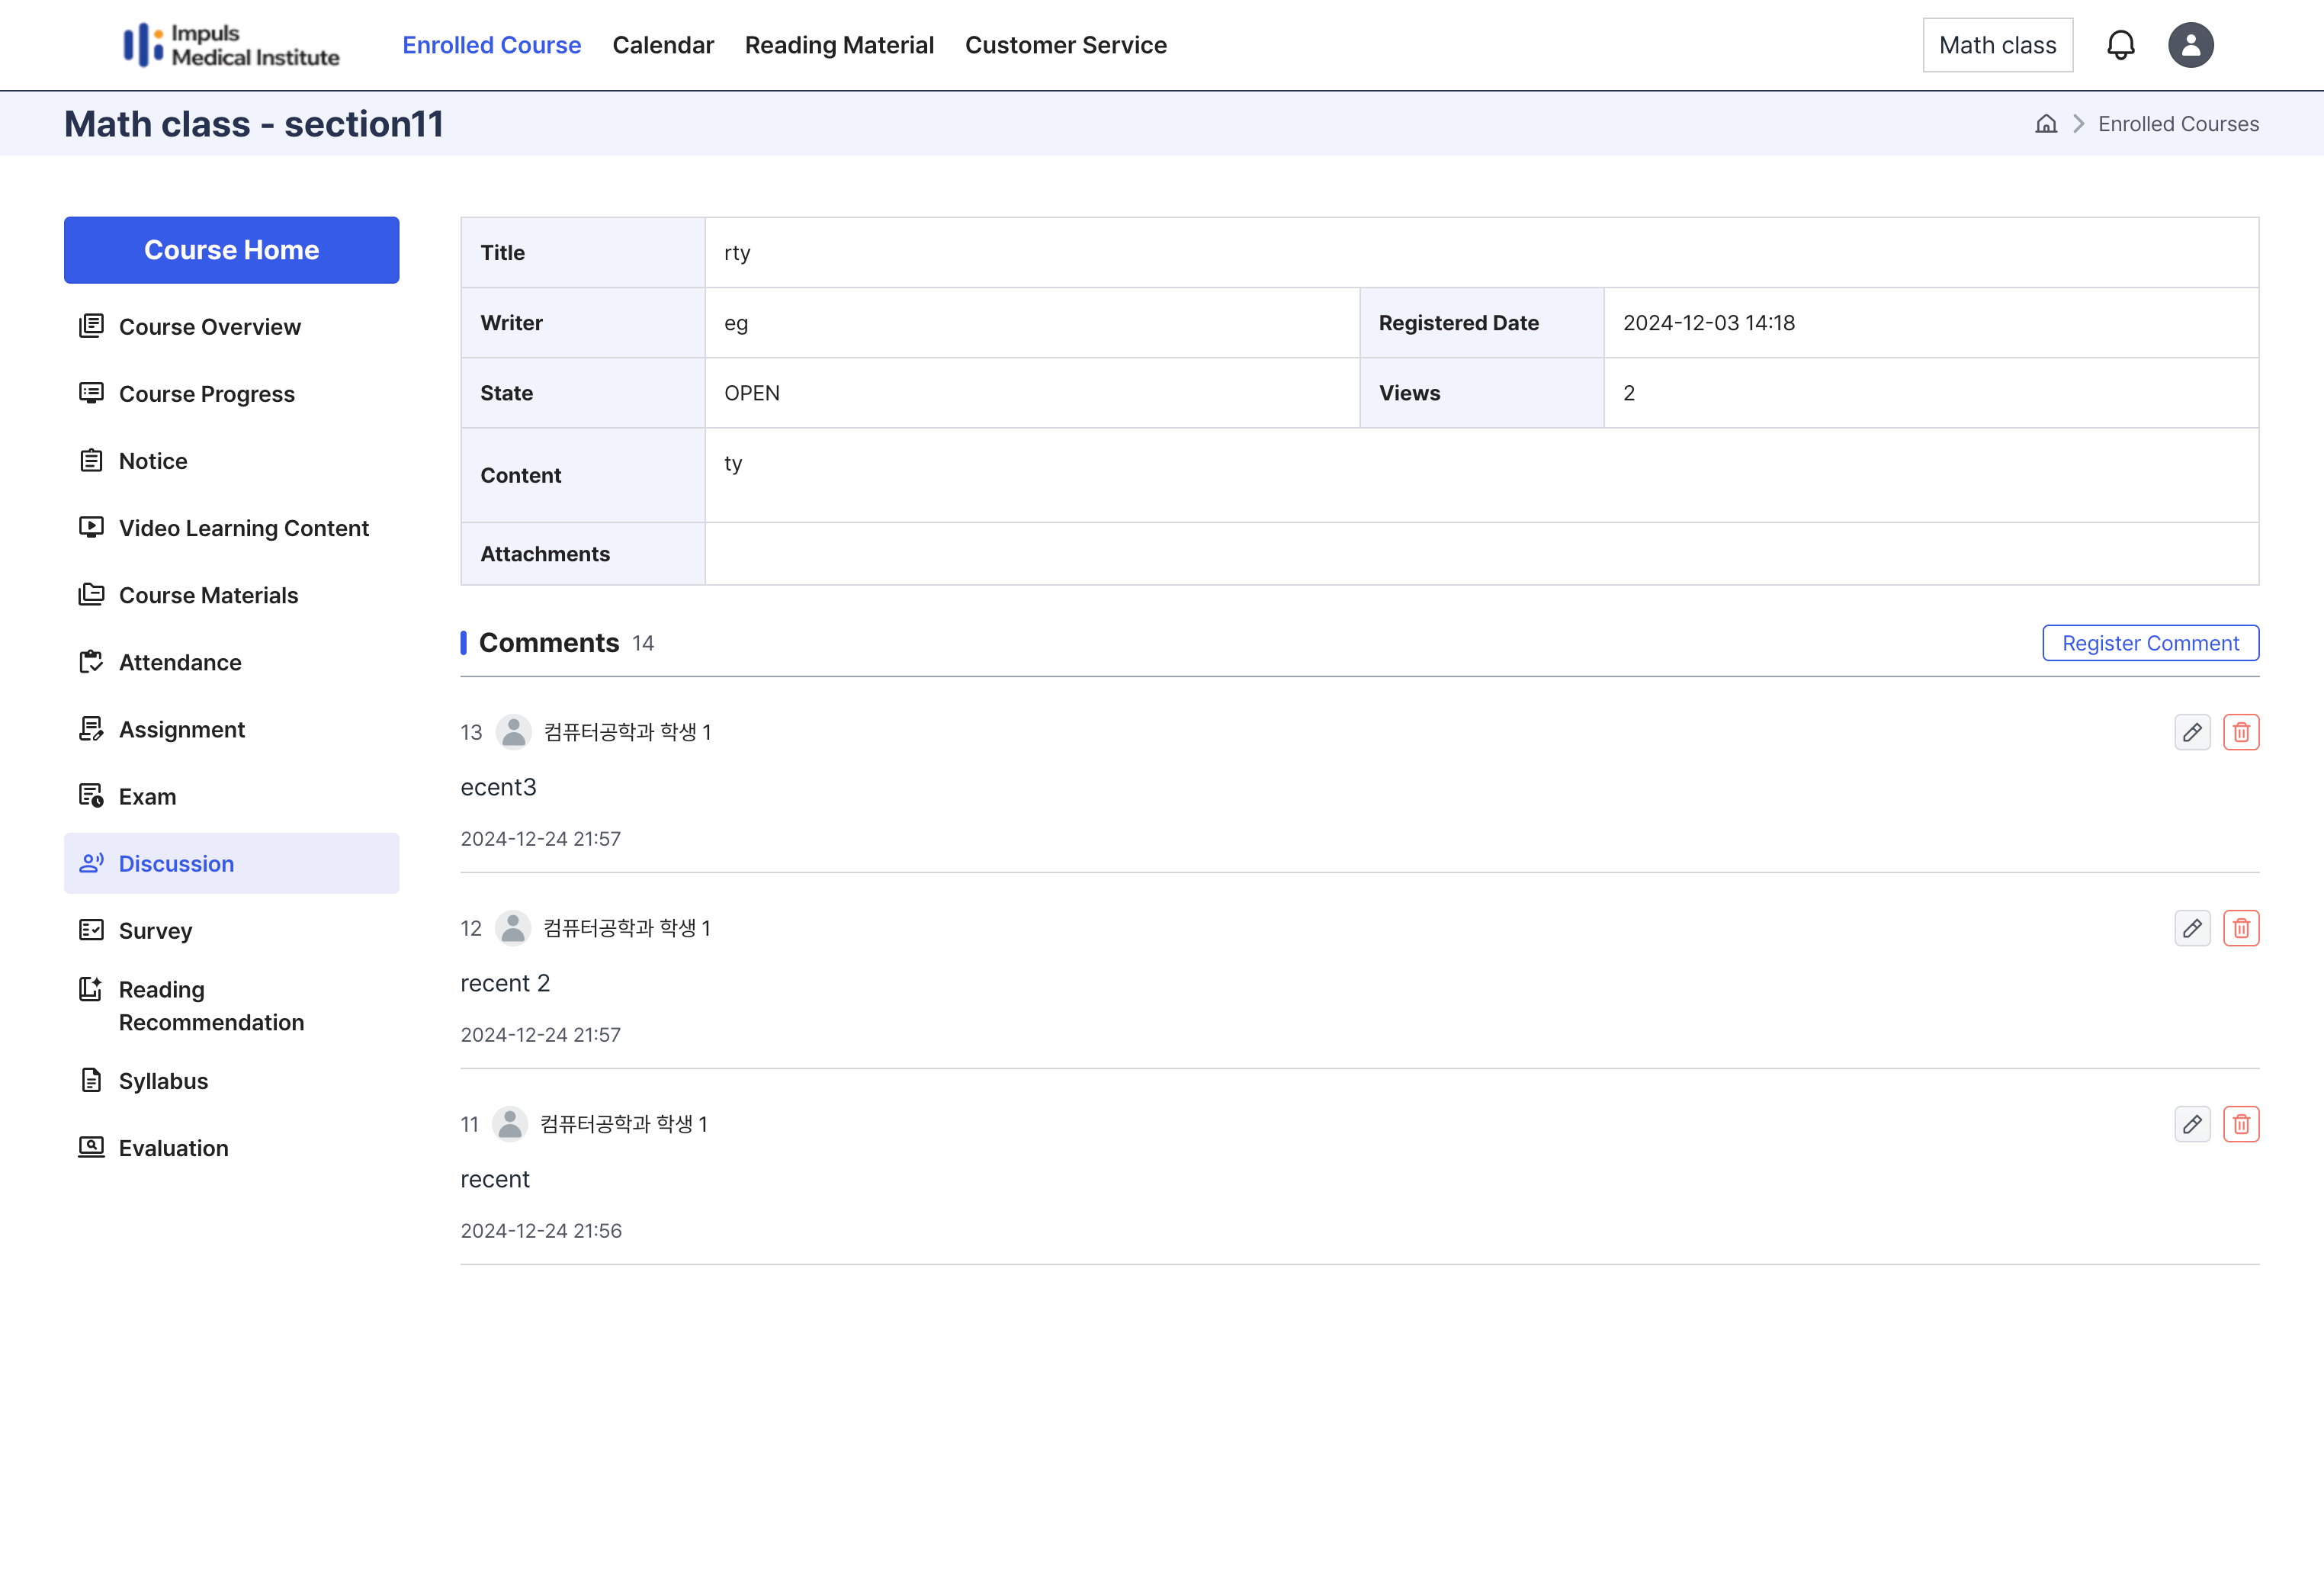 Impuls
Medical Institute
Enrolled Course
Calendar
Reading Material
Customer Service
Math class
Math class - section11
Enrolled Courses
Course Home
Course Overview
Course Progress
Notice
Video Learning Content
Course Materials
Attendance
Assignment
Exam
Discussion
Survey
Reading
Recommendation
Syllabus
Evaluation
Title
rty
Writer
eg
Registered Date
2024-12-03 14:18
State
OPEN
Views
2
Content
ty
Attachments
Comments 14
Register Comment
13 컴퓨터공학과 학생 1
ecent3
2024-12-24 21:57
12 컴퓨터공학과 학생 1
recent 2
2024-12-24 21:57
11 컴퓨터공학과 학생 1
recent
2024-12-24 21:56